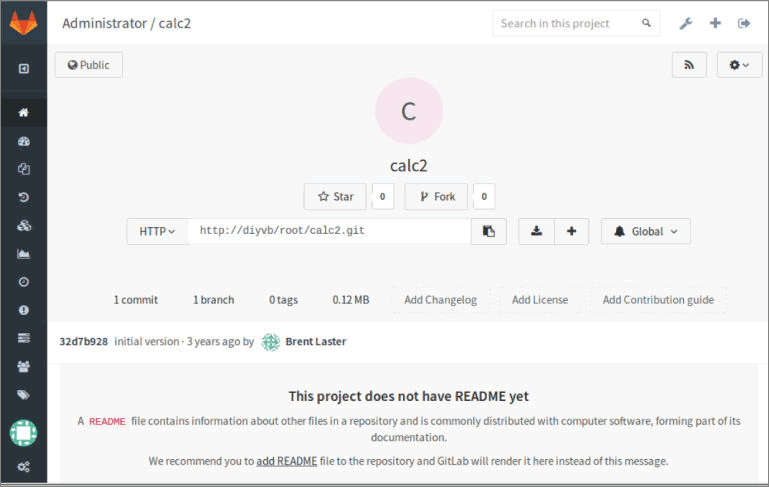 Administrator / calc2
Search in this project
Public
C
calc2
Star 0 Fork 0
HTTP http://diyvb/root/calc2.git Global
1 commit 1 branch 0 tags 0.12 MB Add Changelog Add License Add Contribution guide
32d7b928 initial version · 3 years ago by Brent Laster
This project does not have README yet
A README file contains information about other files in a repository and is commonly distributed with computer software, forming part of its
documentation.
We recommend you to add README file to the repository and GitLab will render it here instead of this message.